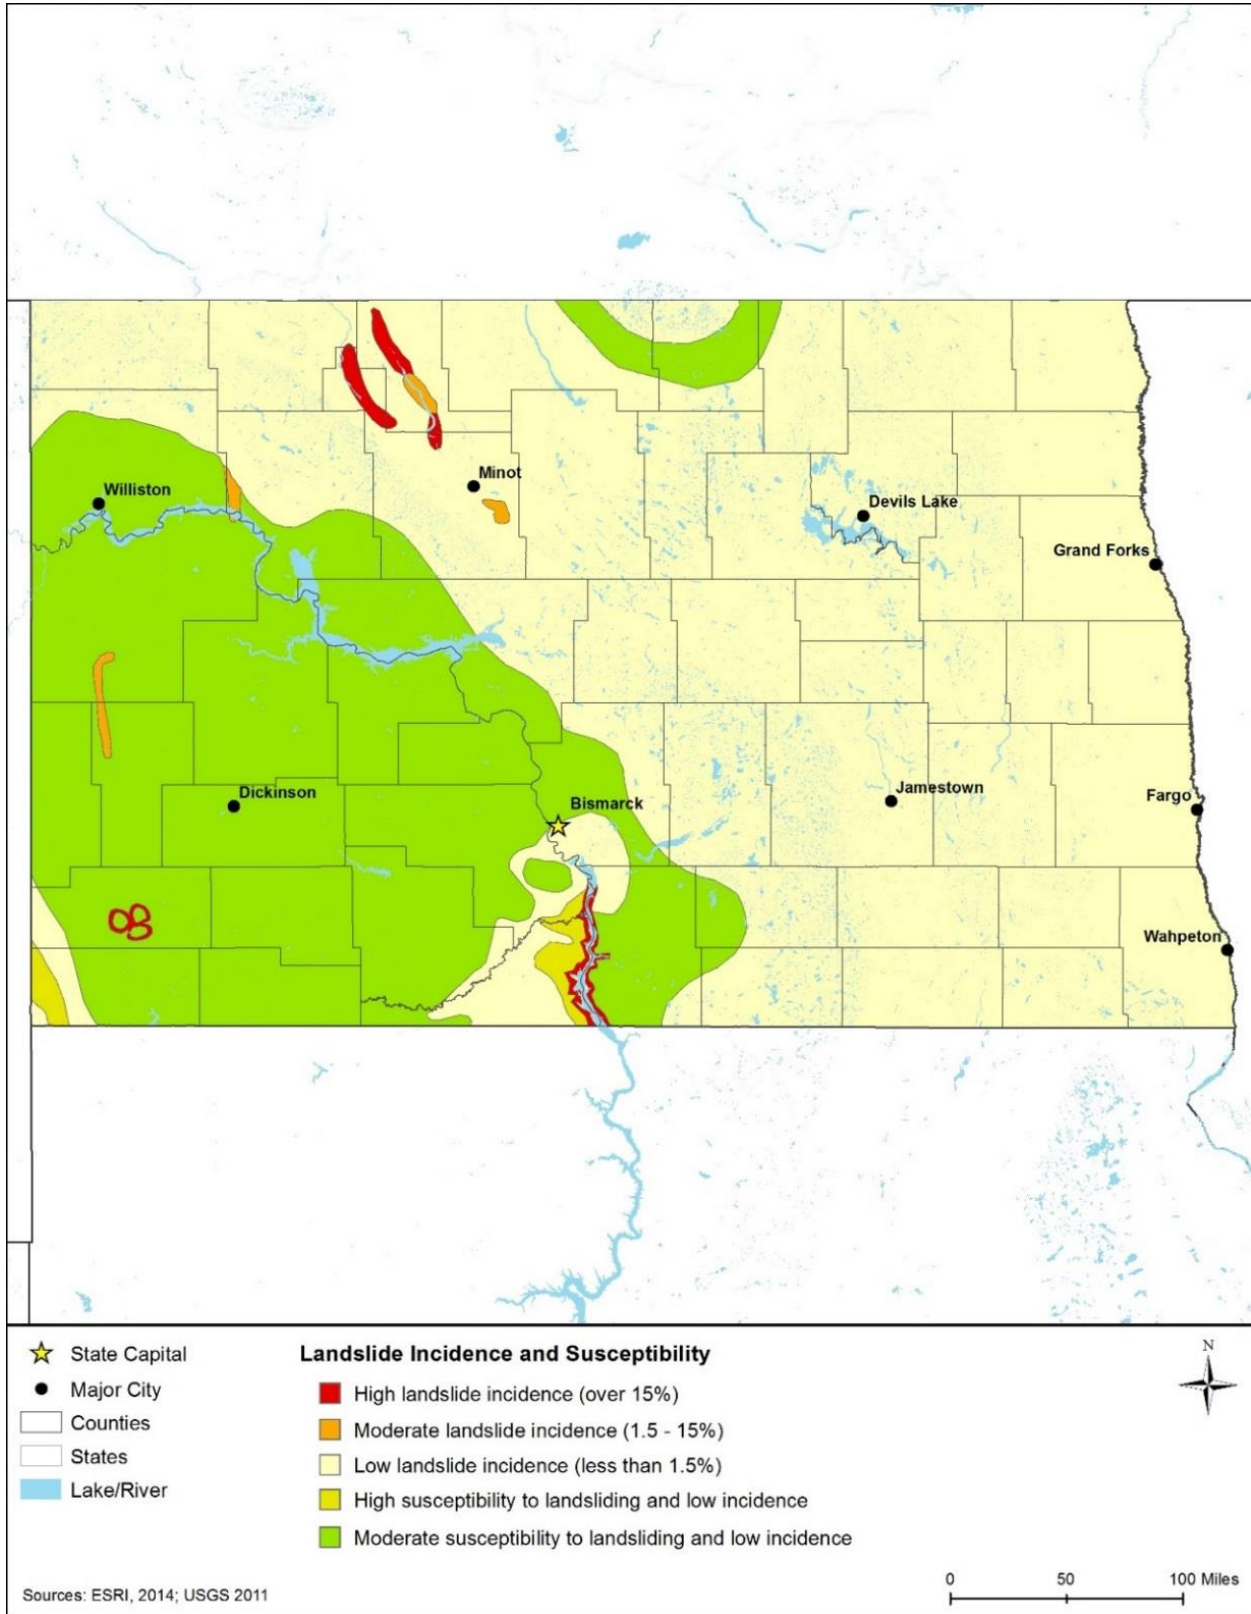 Minot
Williston
Devils Lake
Grand Forks
Dickinson
Bismarck
Jamestown
Fargo
Wahpeton
State Capital
Major City
Counties
States
Lake/River
Landslide Incidence and Susceptibility
High landslide incidence (over 15%)
Moderate landslide incidence (1.5 - 15%)
Low landslide incidence (less than 1.5%)
High susceptibility to landsliding and low incidence
Moderate susceptibility to landsliding and low incidence
N
0 50 100 Miles
Sources: ESRI, 2014; USGS 2011